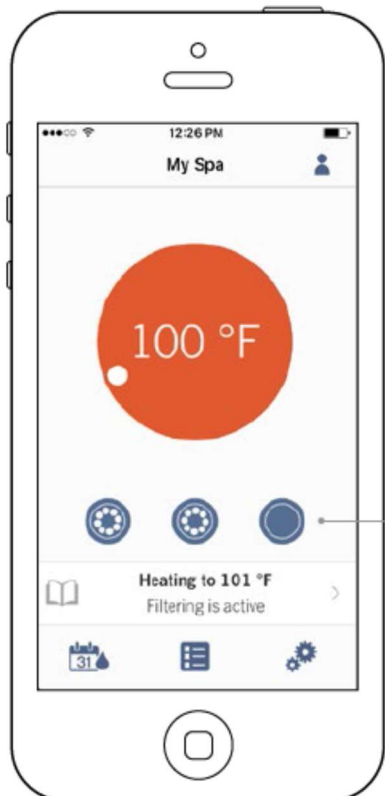 12:26 PM
My Spa
100 °F
Heating to 101 °F
Filtering is active
31